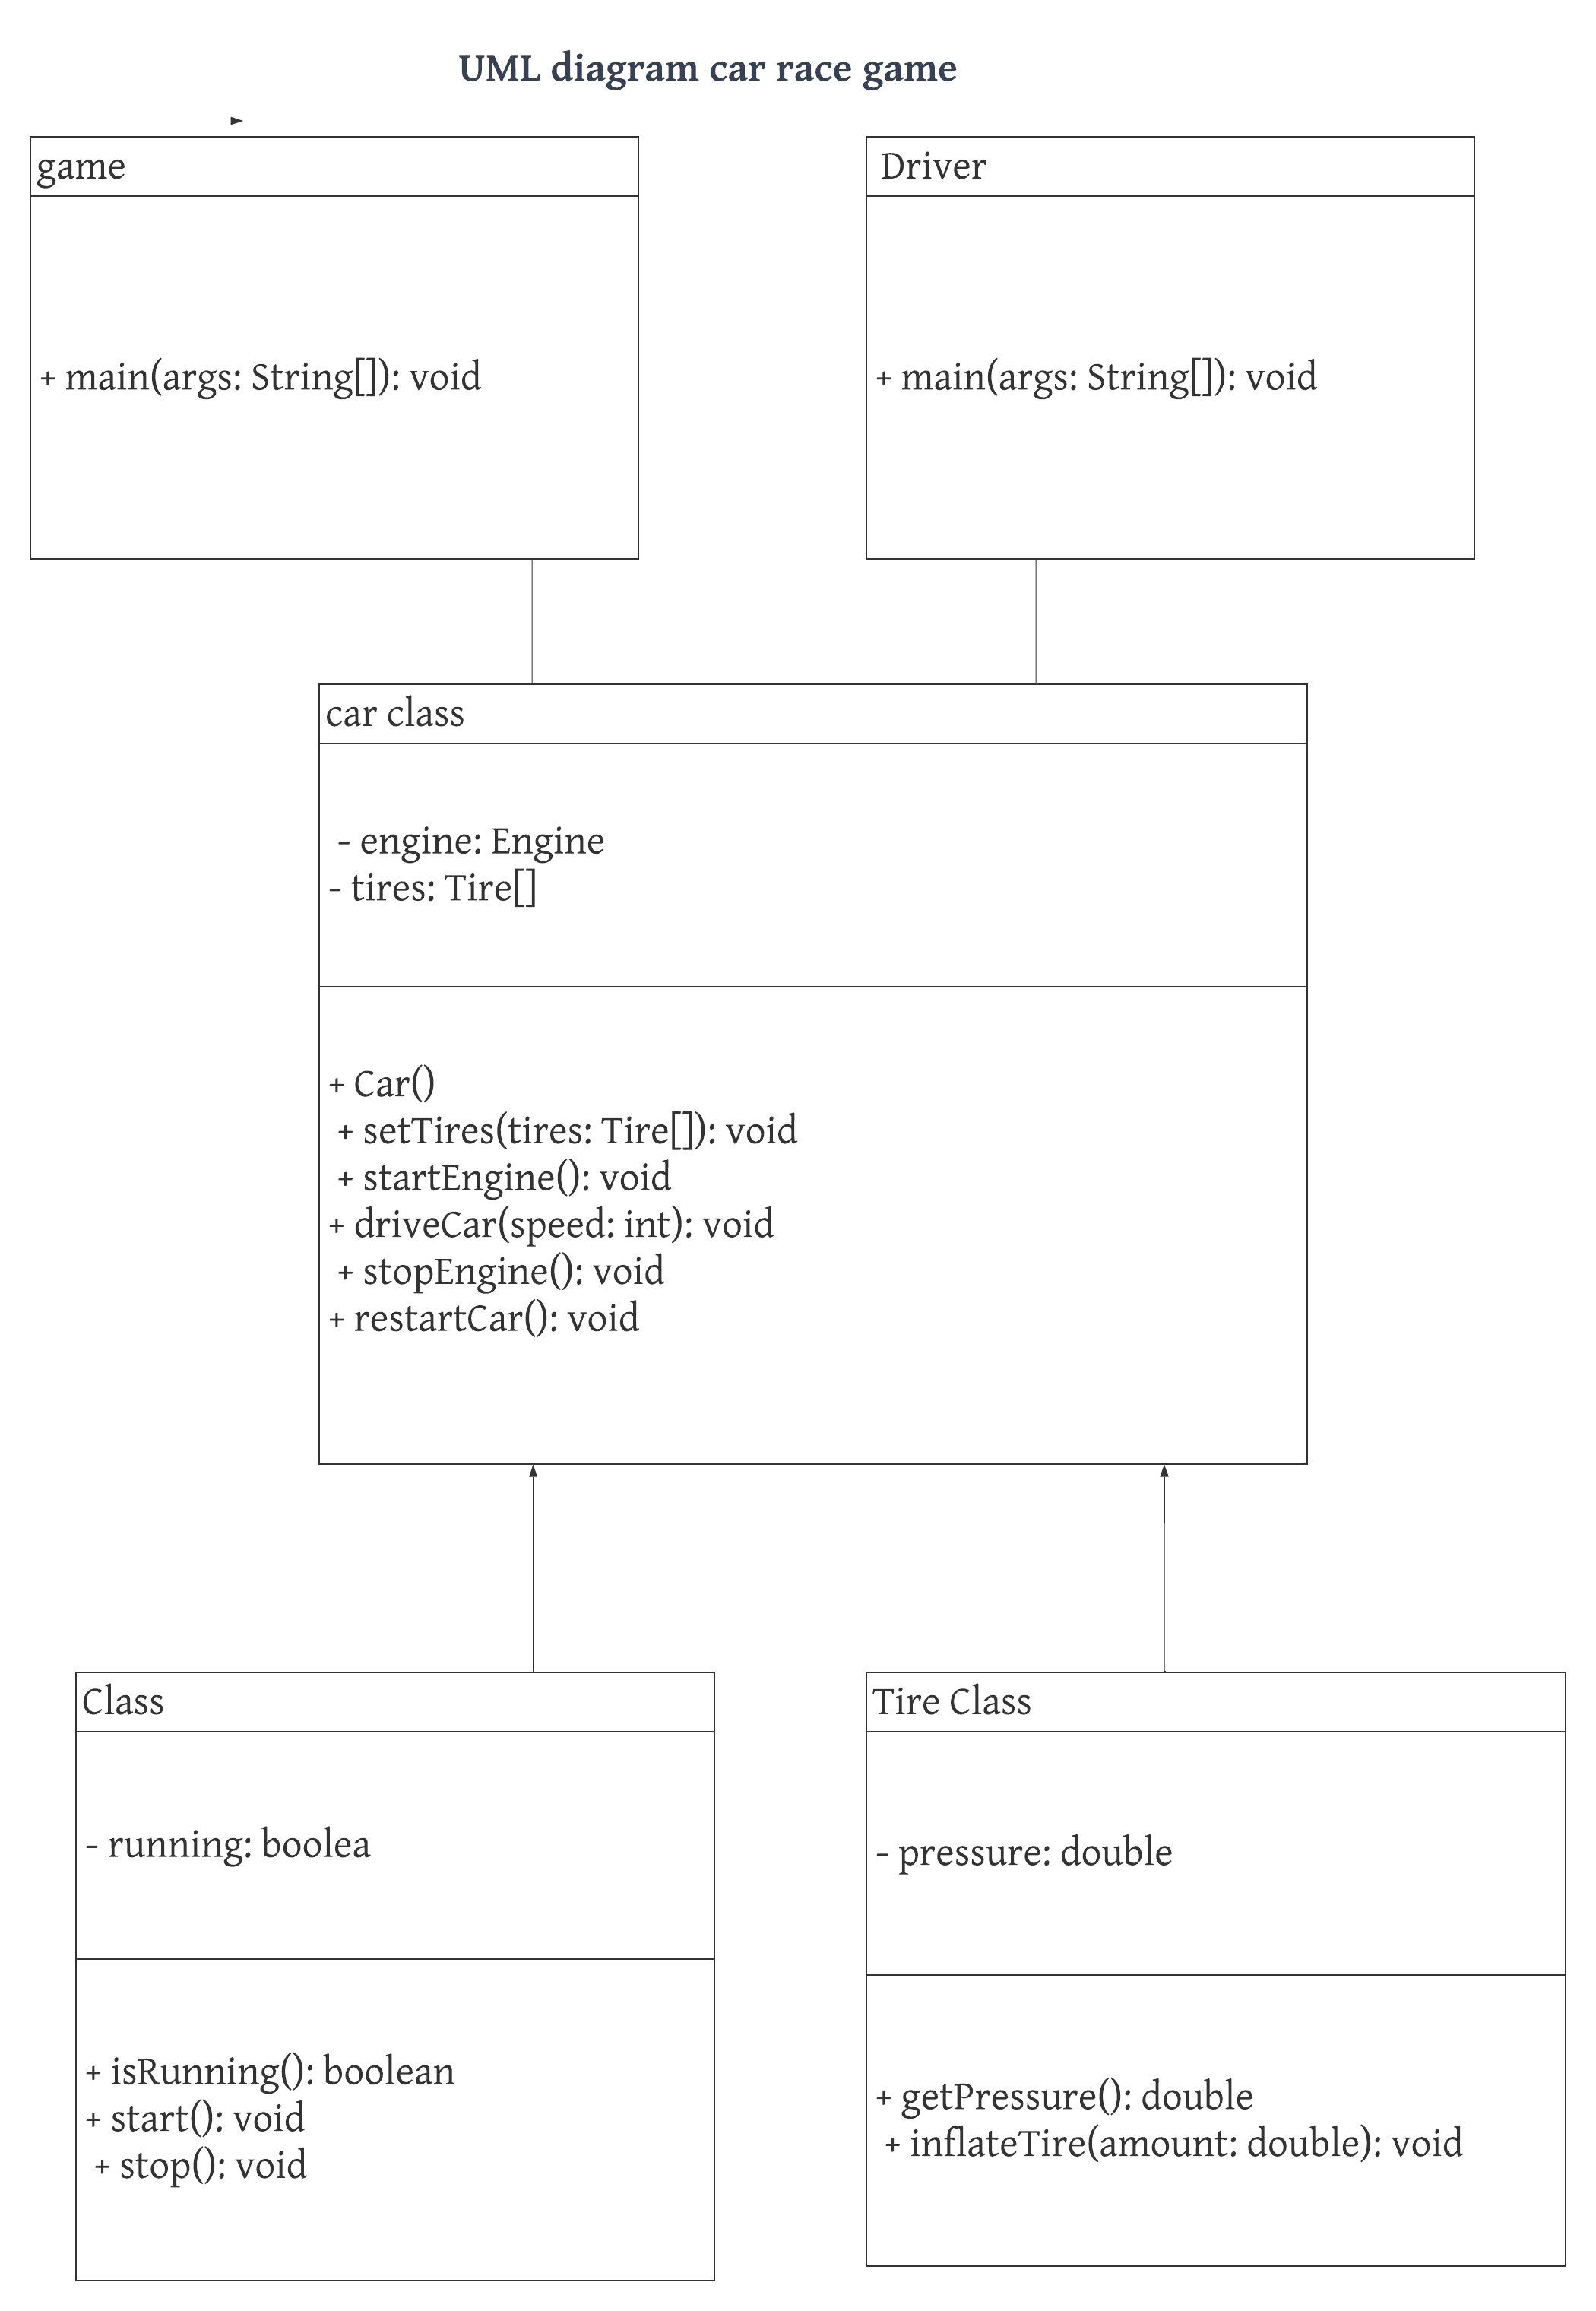 UML diagram car race game
game
+ main(args: String[]): void
Driver
+ main(args: String[]): void
car class
- engine: Engine
- tires: Tire[]
+ Car()
+ setTires(tires: Tire[]): void
+ startEngine(): void
+ driveCar(speed: int): void
+ stopEngine(): void
+ restartCar(): void
Class
- running: boolea
+ isRunning(): boolean
+ start(): void
+ stop(): void
Tire Class
- pressure: double
+ getPressure(): double
+ inflateTire(amount: double): void